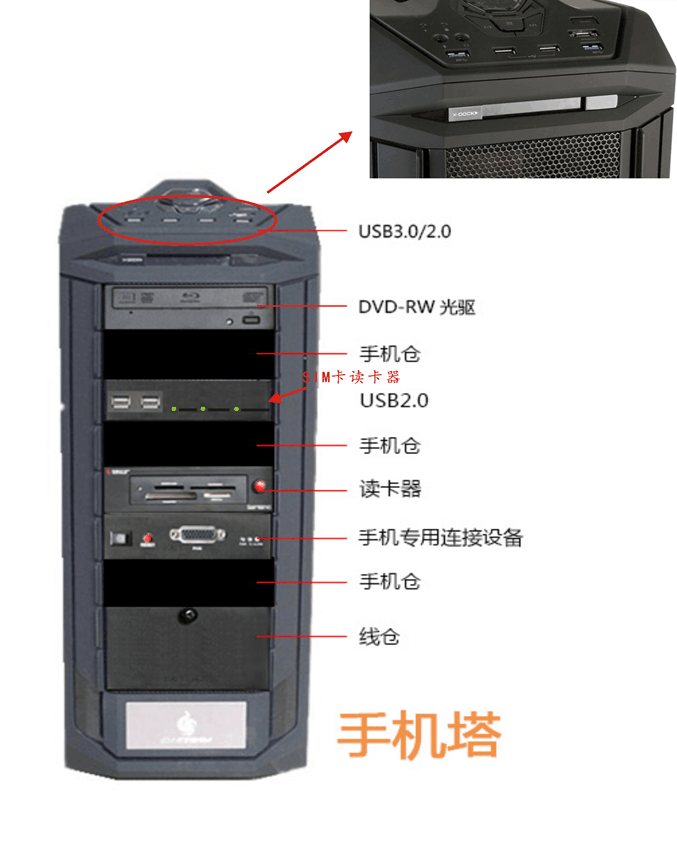 X-DOCK
USB3.0/2.0
DVD-RW 光驱
手机仓
SIM卡读卡器
USB2.0
手机仓
读卡器
手机专用连接设备
手机仓
线仓
手机塔